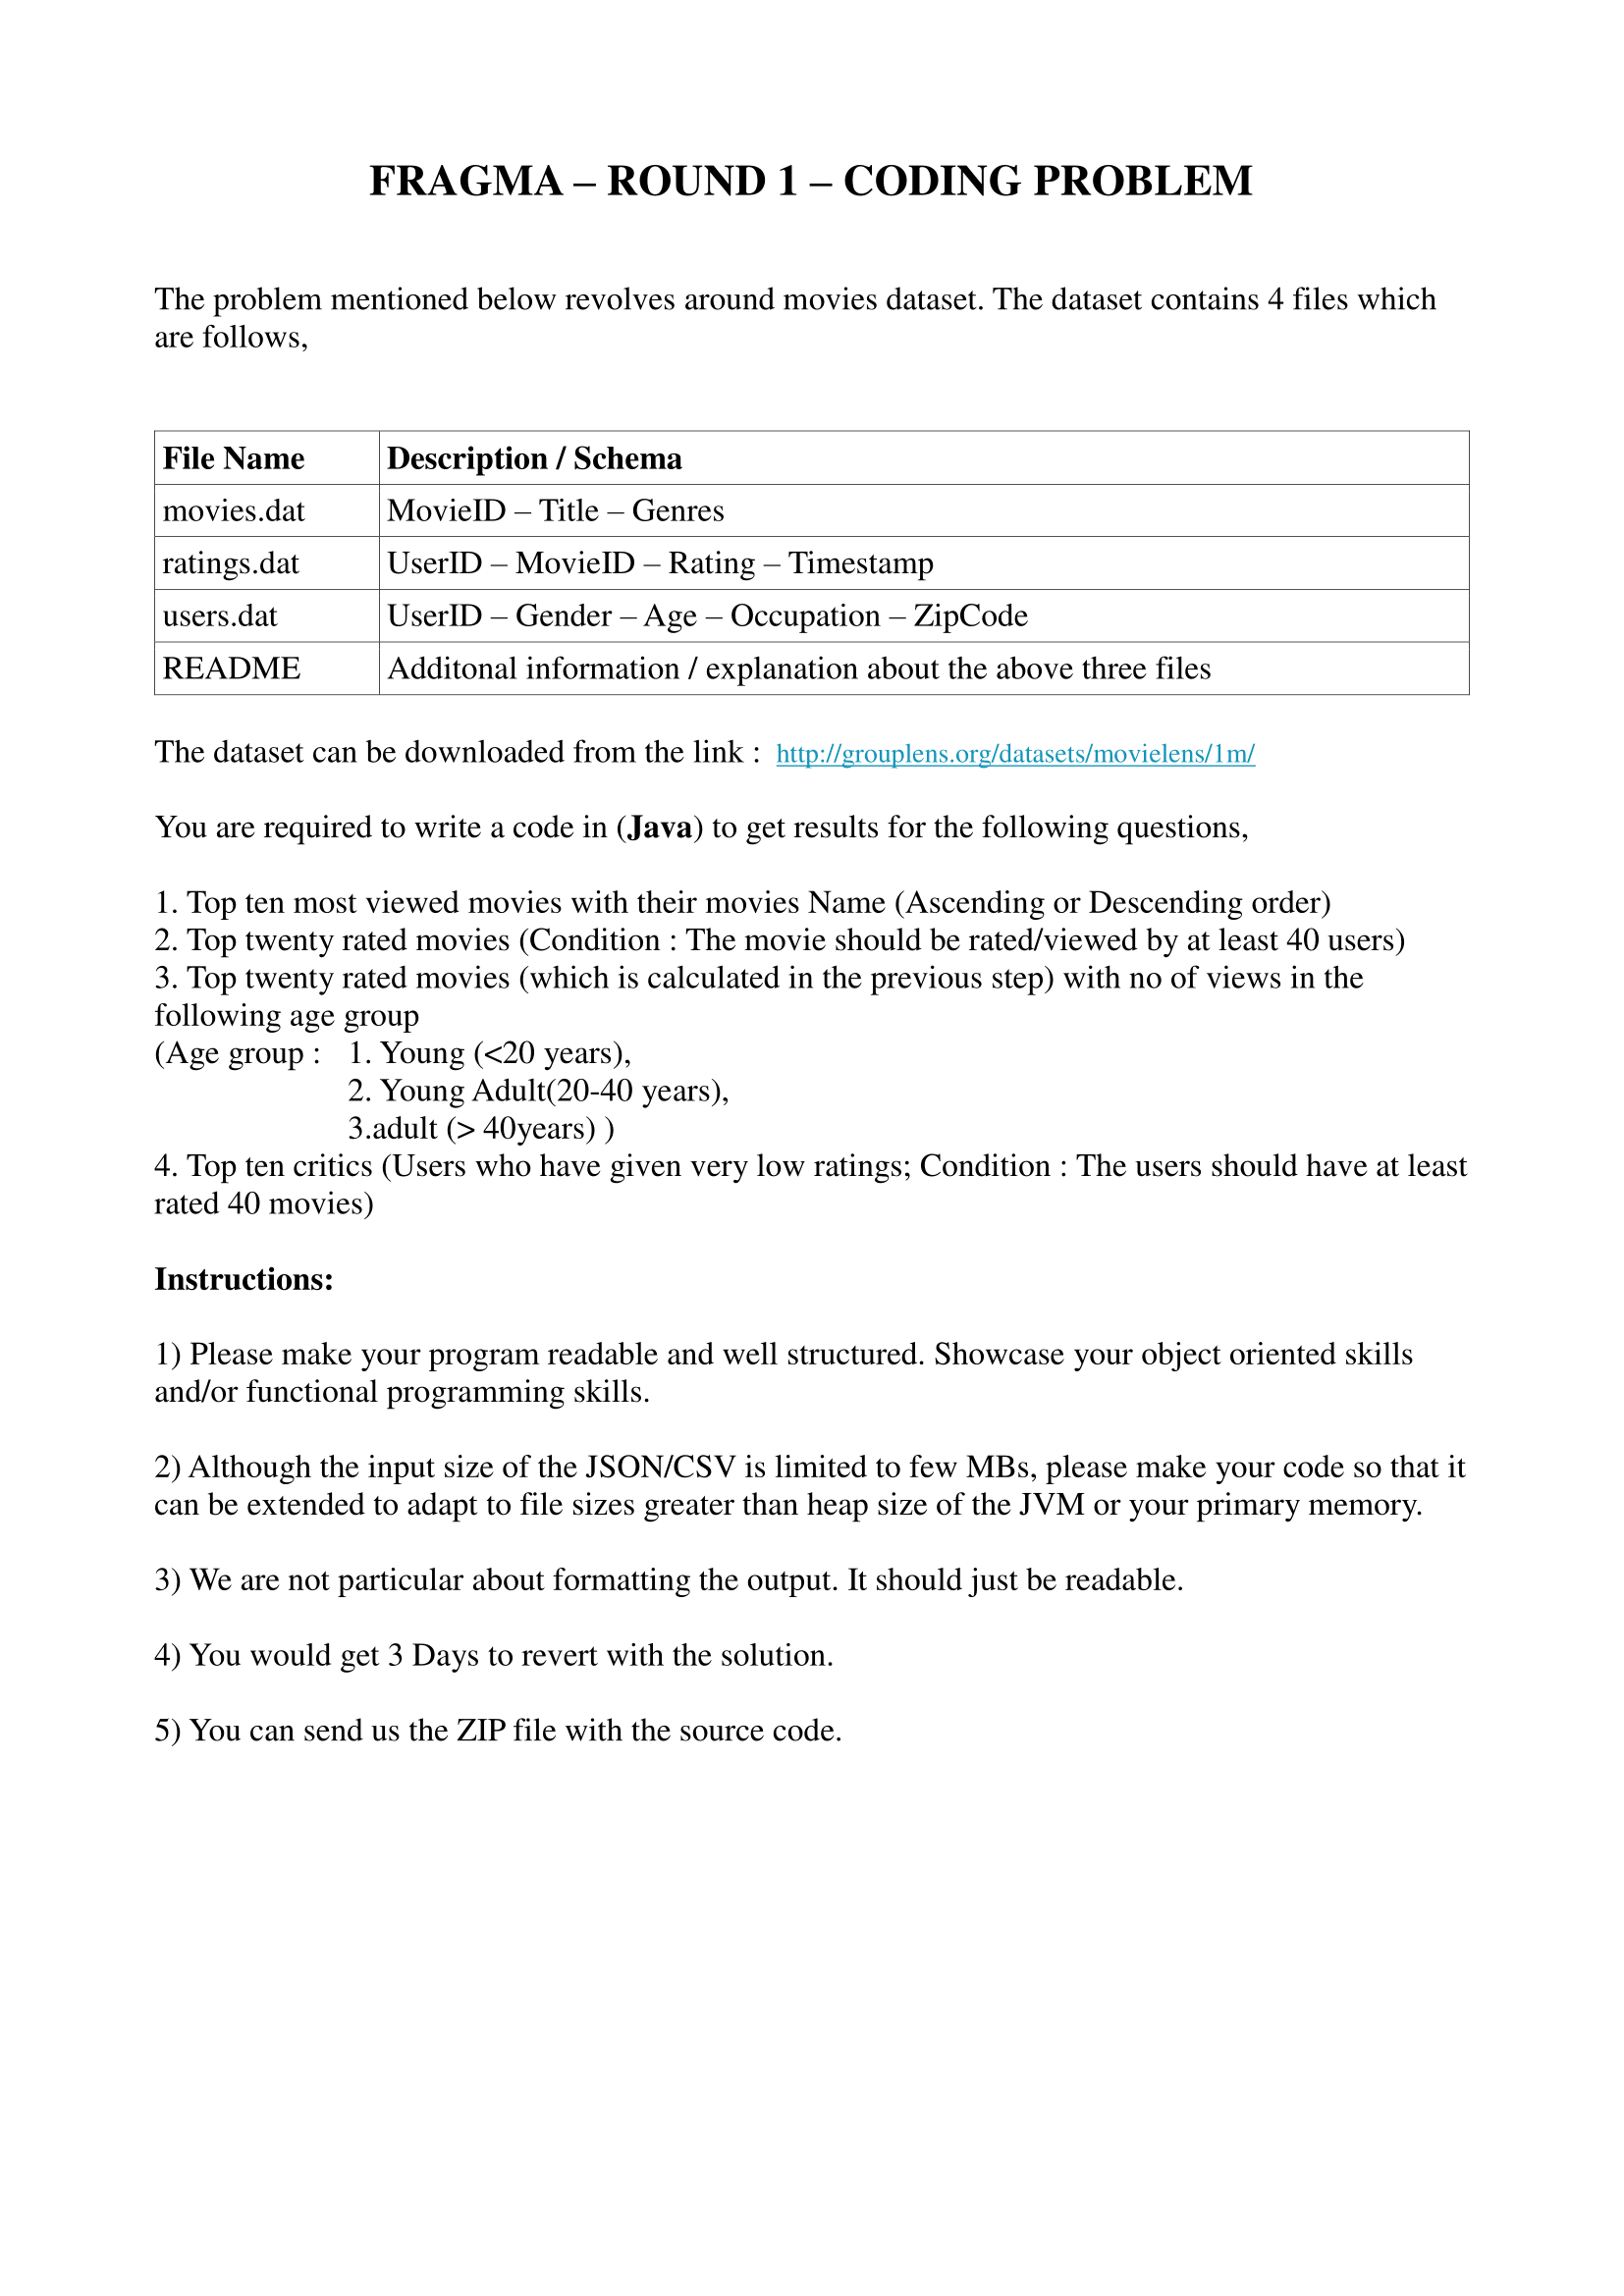 FRAGMA – ROUND 1 – CODING PROBLEM
The problem mentioned below revolves around movies dataset. The dataset contains 4 files which
are follows,
File Name Description / Schema
movies.dat MovieID – Title – Genres
ratings.dat UserID – MovieID – Rating – Timestamp
users.dat UserID – Gender – Age – Occupation – ZipCode
README Additonal information / explanation about the above three files
The dataset can be downloaded from the link : http://grouplens.org/datasets/movielens/1m/
You are required to write a code in (Java) to get results for the following questions,
1. Top ten most viewed movies with their movies Name (Ascending or Descending order)
2. Top twenty rated movies (Condition : The movie should be rated/viewed by at least 40 users)
3. Top twenty rated movies (which is calculated in the previous step) with no of views in the
following age group
(Age group : 1. Young (<20 years),
2. Young Adult(20-40 years),
3.adult (> 40years) )
4. Top ten critics (Users who have given very low ratings; Condition : The users should have at least
rated 40 movies)
Instructions:
1) Please make your program readable and well structured. Showcase your object oriented skills
and/or functional programming skills.
2) Although the input size of the JSON/CSV is limited to few MBs, please make your code so that it
can be extended to adapt to file sizes greater than heap size of the JVM or your primary memory.
3) We are not particular about formatting the output. It should just be readable.
4) You would get 3 Days to revert with the solution.
5) You can send us the ZIP file with the source code.